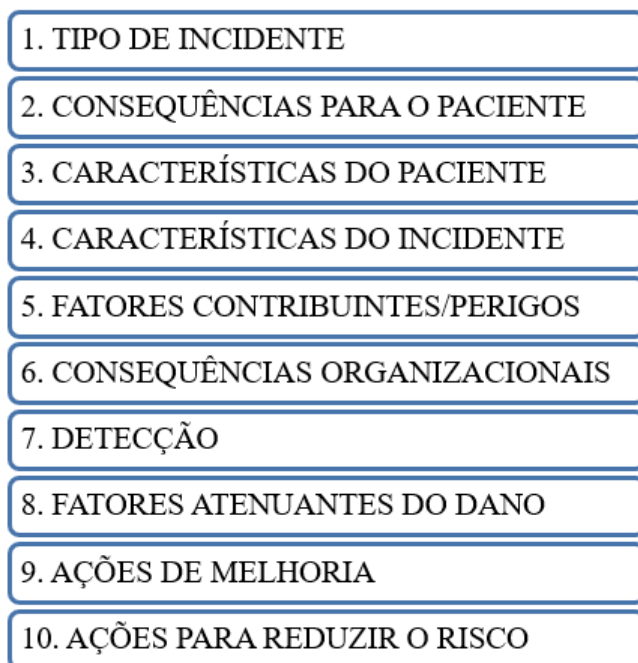 1. TIPO DE INCIDENTE
2. CONSEQUÊNCIAS PARA O PACIENTE
3. CARACTERÍSTICAS DO PACIENTE
4. CARACTERÍSTICAS DO INCIDENTE
5. FATORES CONTRIBUINTES/PERIGOS
6. CONSEQUÊNCIAS ORGANIZACIONAIS
7. DETECÇÃO
8. FATORES ATENUANTES DO DANO
9. AÇÕES DE MELHORIA
10. AÇÕES PARA REDUZIR O RISCO